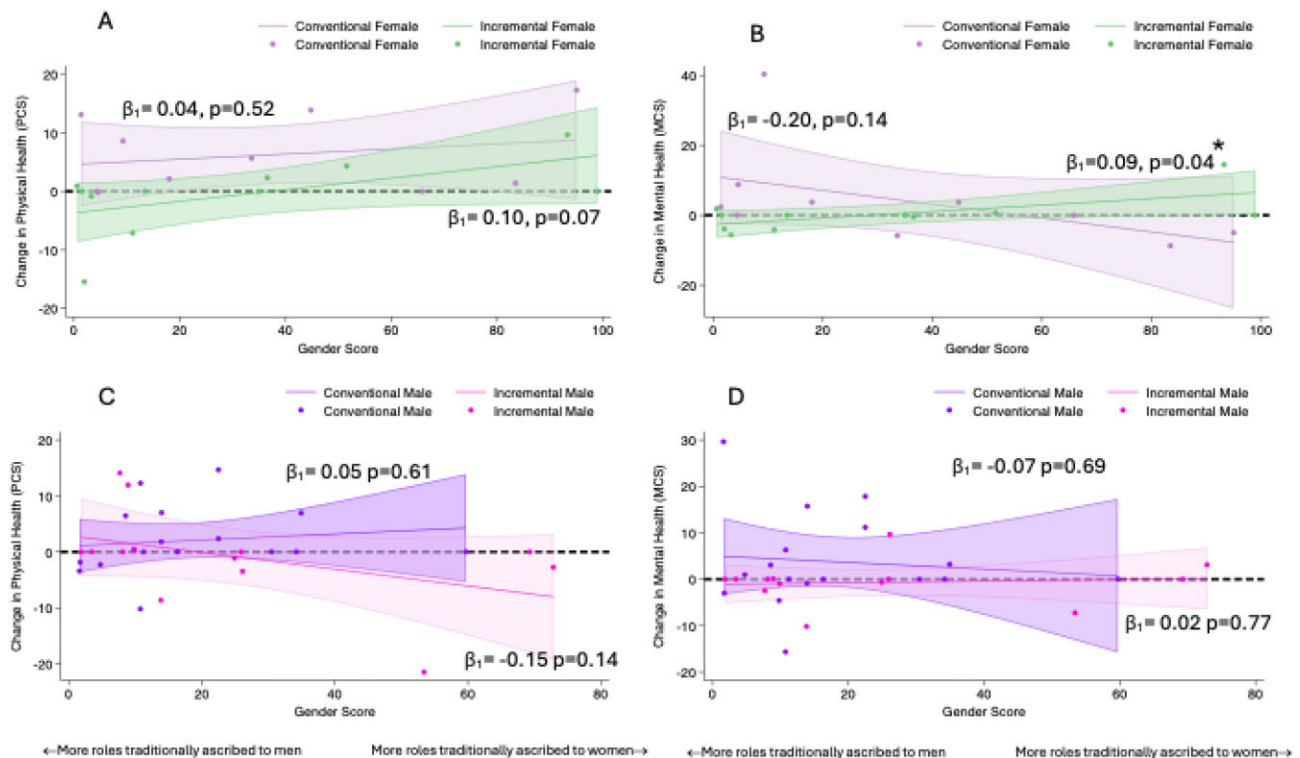 A
Conventional Female Incremental Female
Conventional Female Incremental Female
Change in Physical Health (PCS)
20
10
0
-10
-20
β₁= 0.04, p=0.52
β₁= 0.10, p=0.07
0 20 40 60 80 100
Gender Score
B
Conventional Female Incremental Female
Conventional Female Incremental Female
Change in Mental Health (MCS)
40
20
0
-20
β₁= -0.20, p=0.14
*
β₁=0.09, p=0.04
0 20 40 60 80 100
Gender Score
C
Conventional Male Incremental Male
Conventional Male Incremental Male
Change in Physical Health (PCS)
20
10
0
-10
-20
β₁= 0.05 p=0.61
β₁= -0.15 p=0.14
0 20 40 60 80
Gender Score
←More roles traditionally ascribed to men More roles traditionally ascribed to women→
D
Conventional Male Incremental Male
Conventional Male Incremental Male
Change in Mental Health (MCS)
30
20
10
0
-10
-20
β₁= -0.07 p=0.69
β₁= 0.02 p=0.77
0 20 40 60 80
Gender Score
←More roles traditionally ascribed to men More roles traditionally ascribed to women→